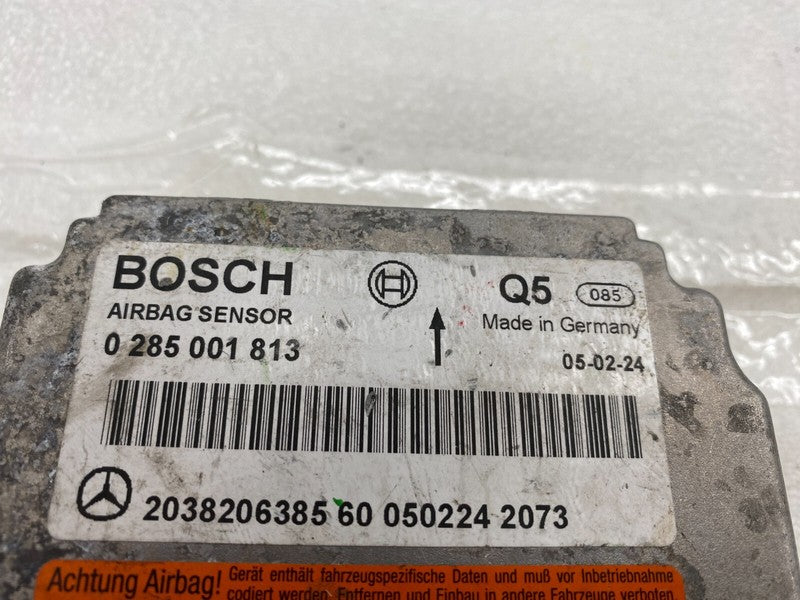 BOSCH Q5 085
AIRBAG SENSOR Made in Germany
0 285 001 813 05-02-24
2038206385 60 050224 2073
Achtung Airbag! Gerät enthält fahrzeugspezifische Daten und muß vor Inbetriebnahme
codiert werden. Entfernen und Einbau in andere Fahrzeuge verboten